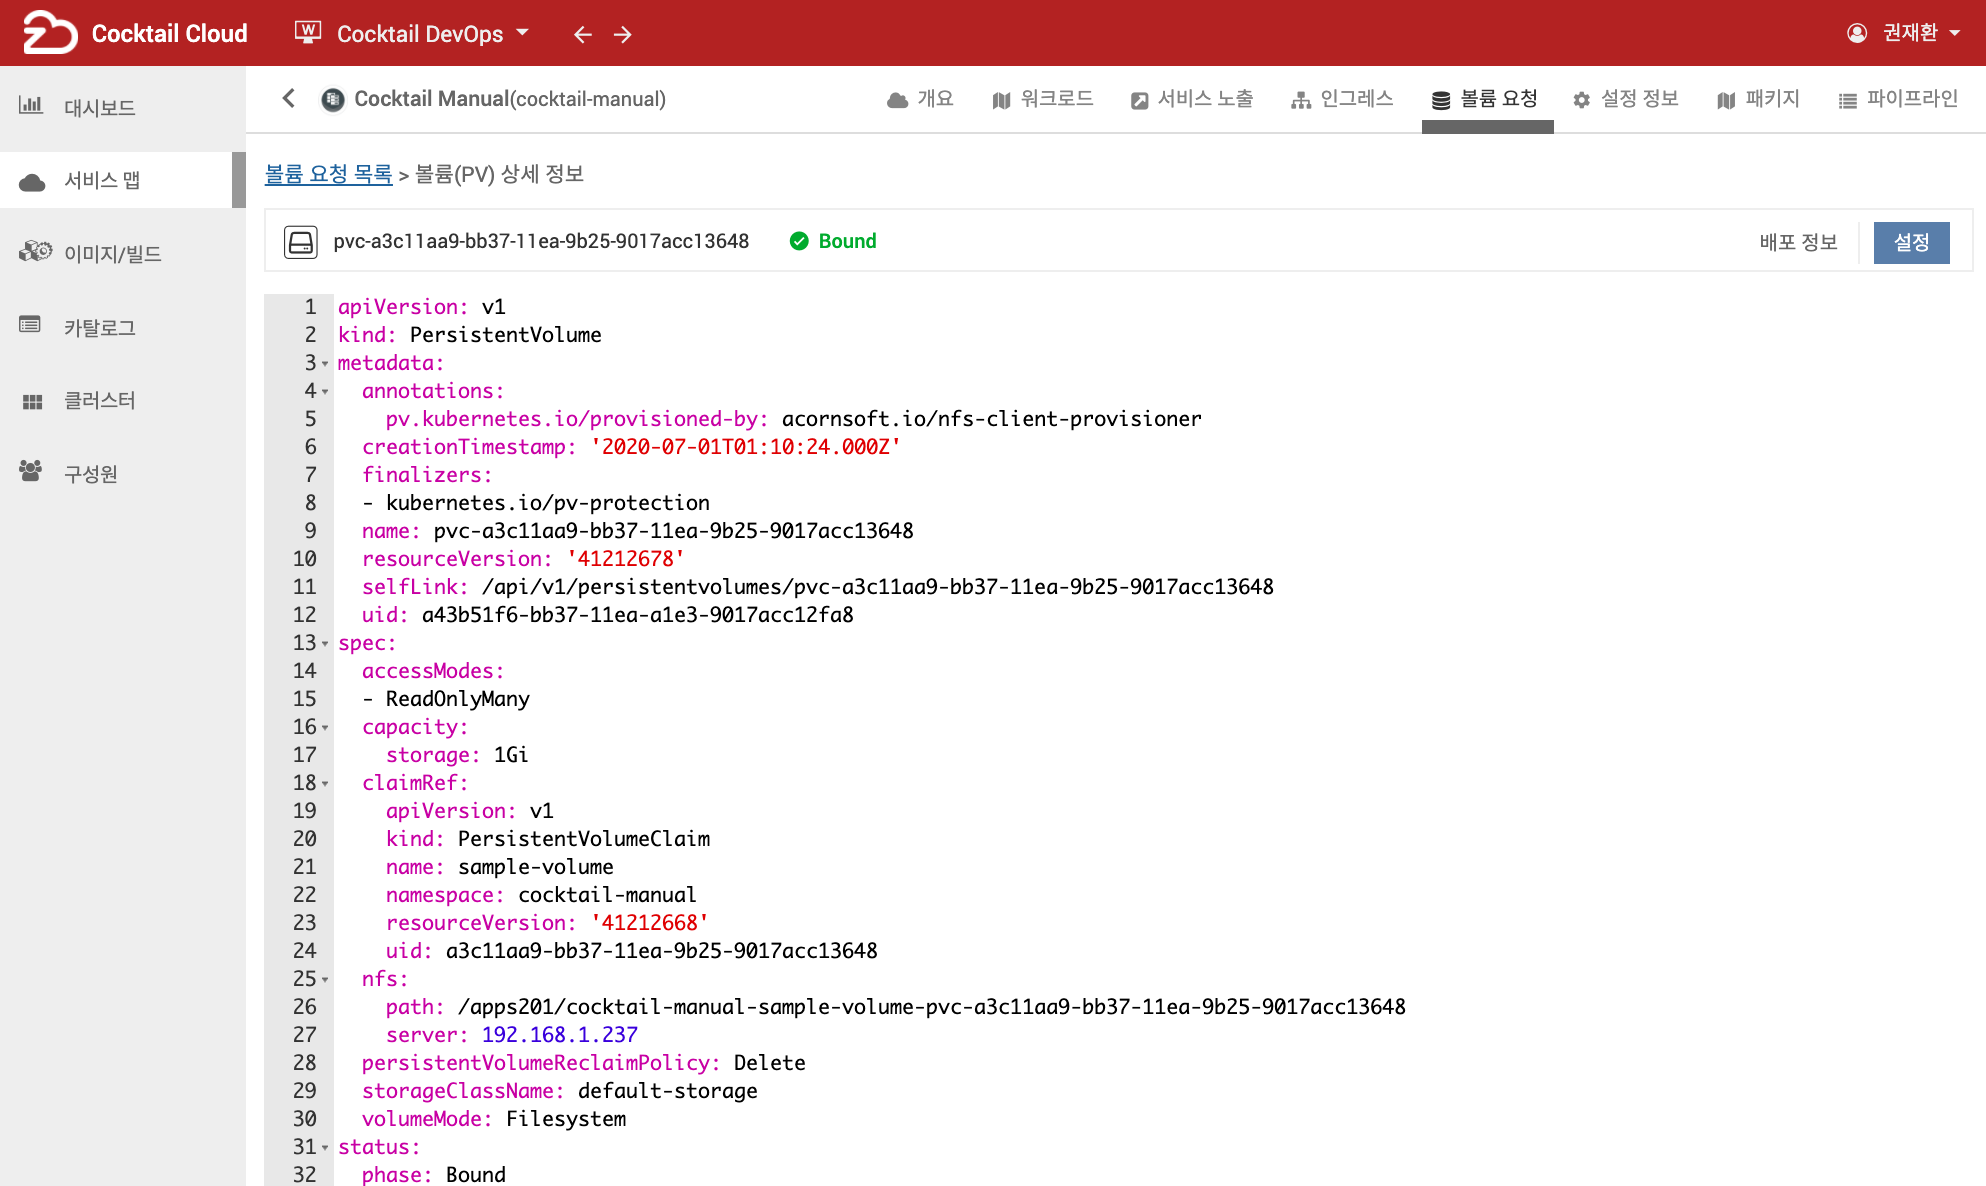 Cocktail Cloud
W Cocktail DevOps
권재환
대시보드
서비스 맵
이미지/빌드
카탈로그
클러스터
구성원
Cocktail Manual(cocktail-manual)
개요
워크로드
서비스 노출
인그레스
볼륨 요청
설정 정보
패키지
파이프라인
볼륨 요청 목록 > 볼륨(PV) 상세 정보
pvc-a3c11aa9-bb37-11ea-9b25-9017acc13648 Bound 배포 정보 설정
1 apiVersion: v1
2 kind: PersistentVolume
3 metadata:
4 annotations:
5 pv.kubernetes.io/provisioned-by: acornsoft.io/nfs-client-provisioner
6 creationTimestamp: '2020-07-01T01:10:24.000Z'
7 finalizers:
8 - kubernetes.io/pv-protection
9 name: pvc-a3c11aa9-bb37-11ea-9b25-9017acc13648
10 resourceVersion: '41212678'
11 selfLink: /api/v1/persistentvolumes/pvc-a3c11aa9-bb37-11ea-9b25-9017acc13648
12 uid: a43b51f6-bb37-11ea-a1e3-9017acc12fa8
13 spec:
14 accessModes:
15 - ReadOnlyMany
16 capacity:
17 storage: 1Gi
18 claimRef:
19 apiVersion: v1
20 kind: PersistentVolumeClaim
21 name: sample-volume
22 namespace: cocktail-manual
23 resourceVersion: '41212668'
24 uid: a3c11aa9-bb37-11ea-9b25-9017acc13648
25 nfs:
26 path: /apps201/cocktail-manual-sample-volume-pvc-a3c11aa9-bb37-11ea-9b25-9017acc13648
27 server: 192.168.1.237
28 persistentVolumeReclaimPolicy: Delete
29 storageClassName: default-storage
30 volumeMode: Filesystem
31 status:
32 phase: Bound